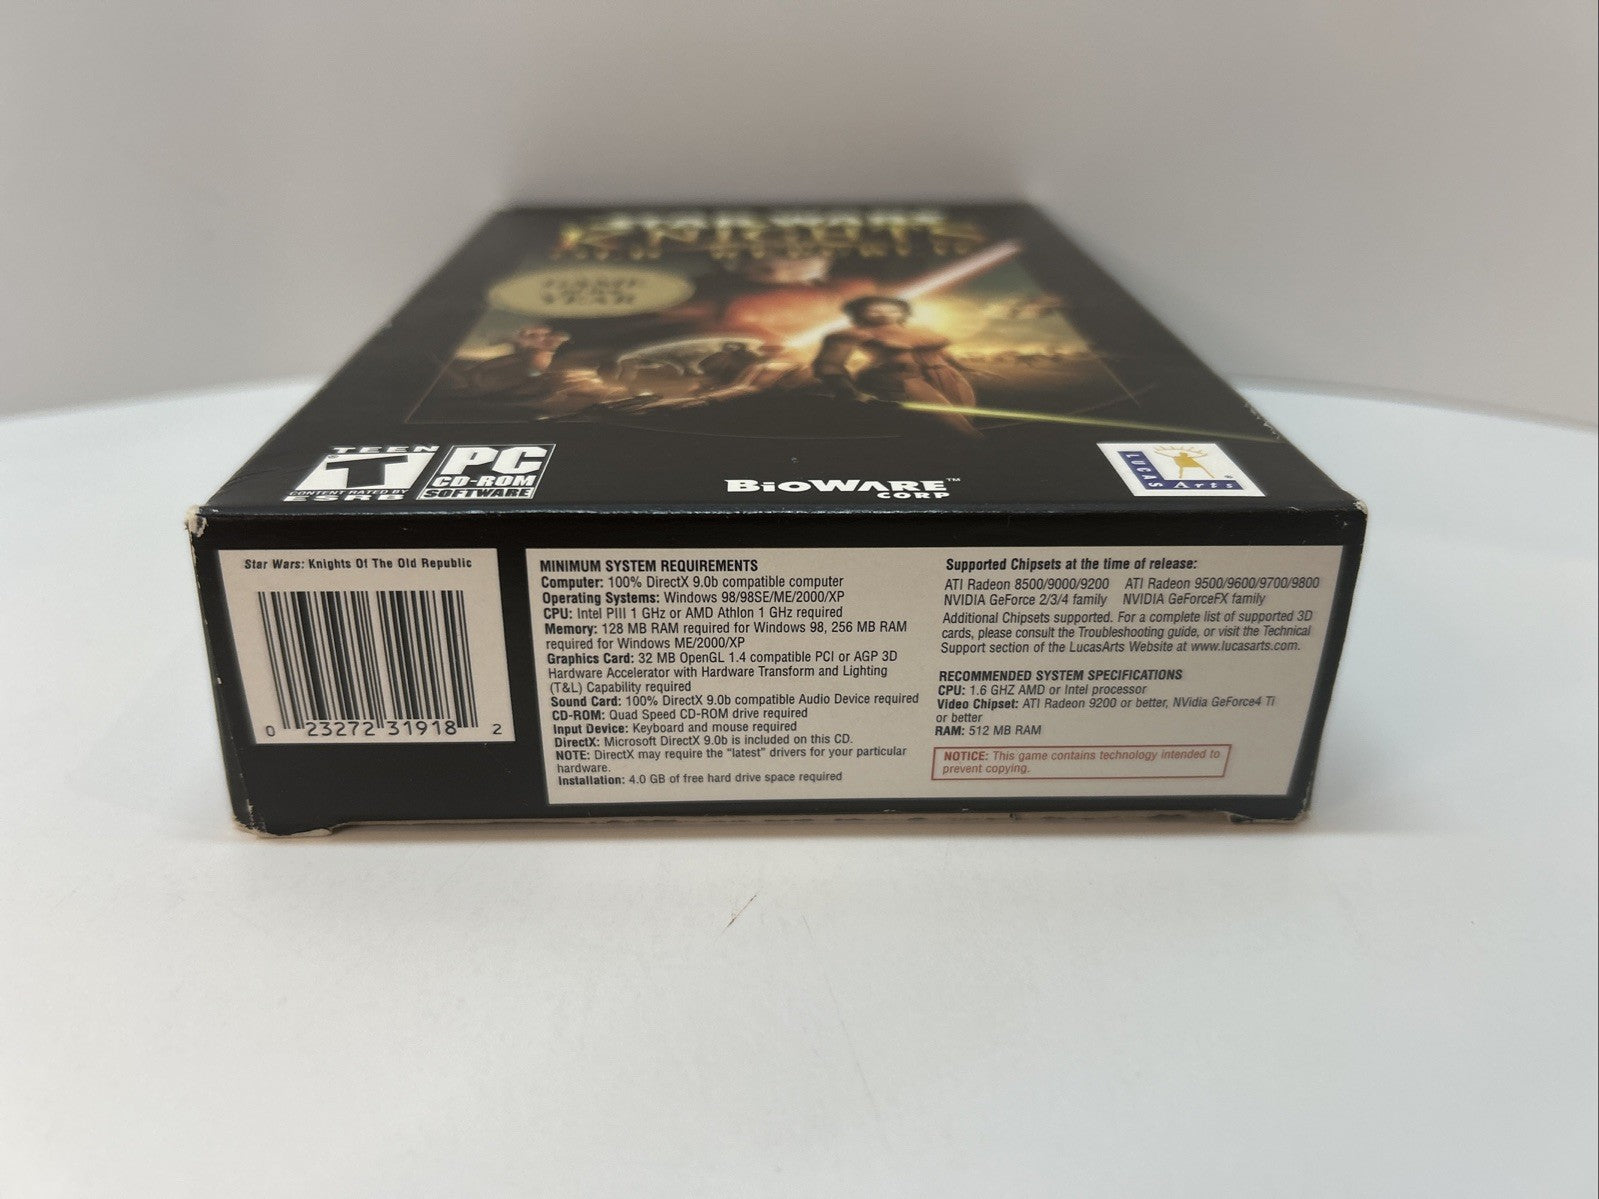 STAR WARS
KNIGHTS
OLD REPUBLIC
GAME
OF THE
YEAR
TEEN
T
CONTENT RATED BY
ESRB
PC
CD-ROM
SOFTWARE
BIOWARE™
CORP
LUCAS
Arts
Star Wars: Knights Of The Old Republic
0 23272 31918 2
MINIMUM SYSTEM REQUIREMENTS
Computer: 100% DirectX 9.0b compatible computer
Operating Systems: Windows 98/98SE/ME/2000/XP
CPU: Intel PIII 1 GHz or AMD Athlon 1 GHz required
Memory: 128 MB RAM required for Windows 98, 256 MB RAM
required for Windows ME/2000/XP
Graphics Card: 32 MB OpenGL 1.4 compatible PCI or AGP 3D
Hardware Accelerator with Hardware Transform and Lighting
(T&L) Capability required
Sound Card: 100% DirectX 9.0b compatible Audio Device required
CD-ROM: Quad Speed CD-ROM drive required
Input Device: Keyboard and mouse required
DirectX: Microsoft DirectX 9.0b is included on this CD.
NOTE: DirectX may require the "latest" drivers for your particular
hardware.
Installation: 4.0 GB of free hard drive space required
Supported Chipsets at the time of release:
ATI Radeon 8500/9000/9200 ATI Radeon 9500/9600/9700/9800
NVIDIA GeForce 2/3/4 family NVIDIA GeForceFX family
Additional Chipsets supported. For a complete list of supported 3D
cards, please consult the Troubleshooting guide, or visit the Technical
Support section of the LucasArts Website at www.lucasarts.com.
RECOMMENDED SYSTEM SPECIFICATIONS
CPU: 1.6 GHZ AMD or Intel processor
Video Chipset: ATI Radeon 9200 or better, NVidia GeForce4 Ti
or better
RAM: 512 MB RAM
NOTICE: This game contains technology intended to
prevent copying.